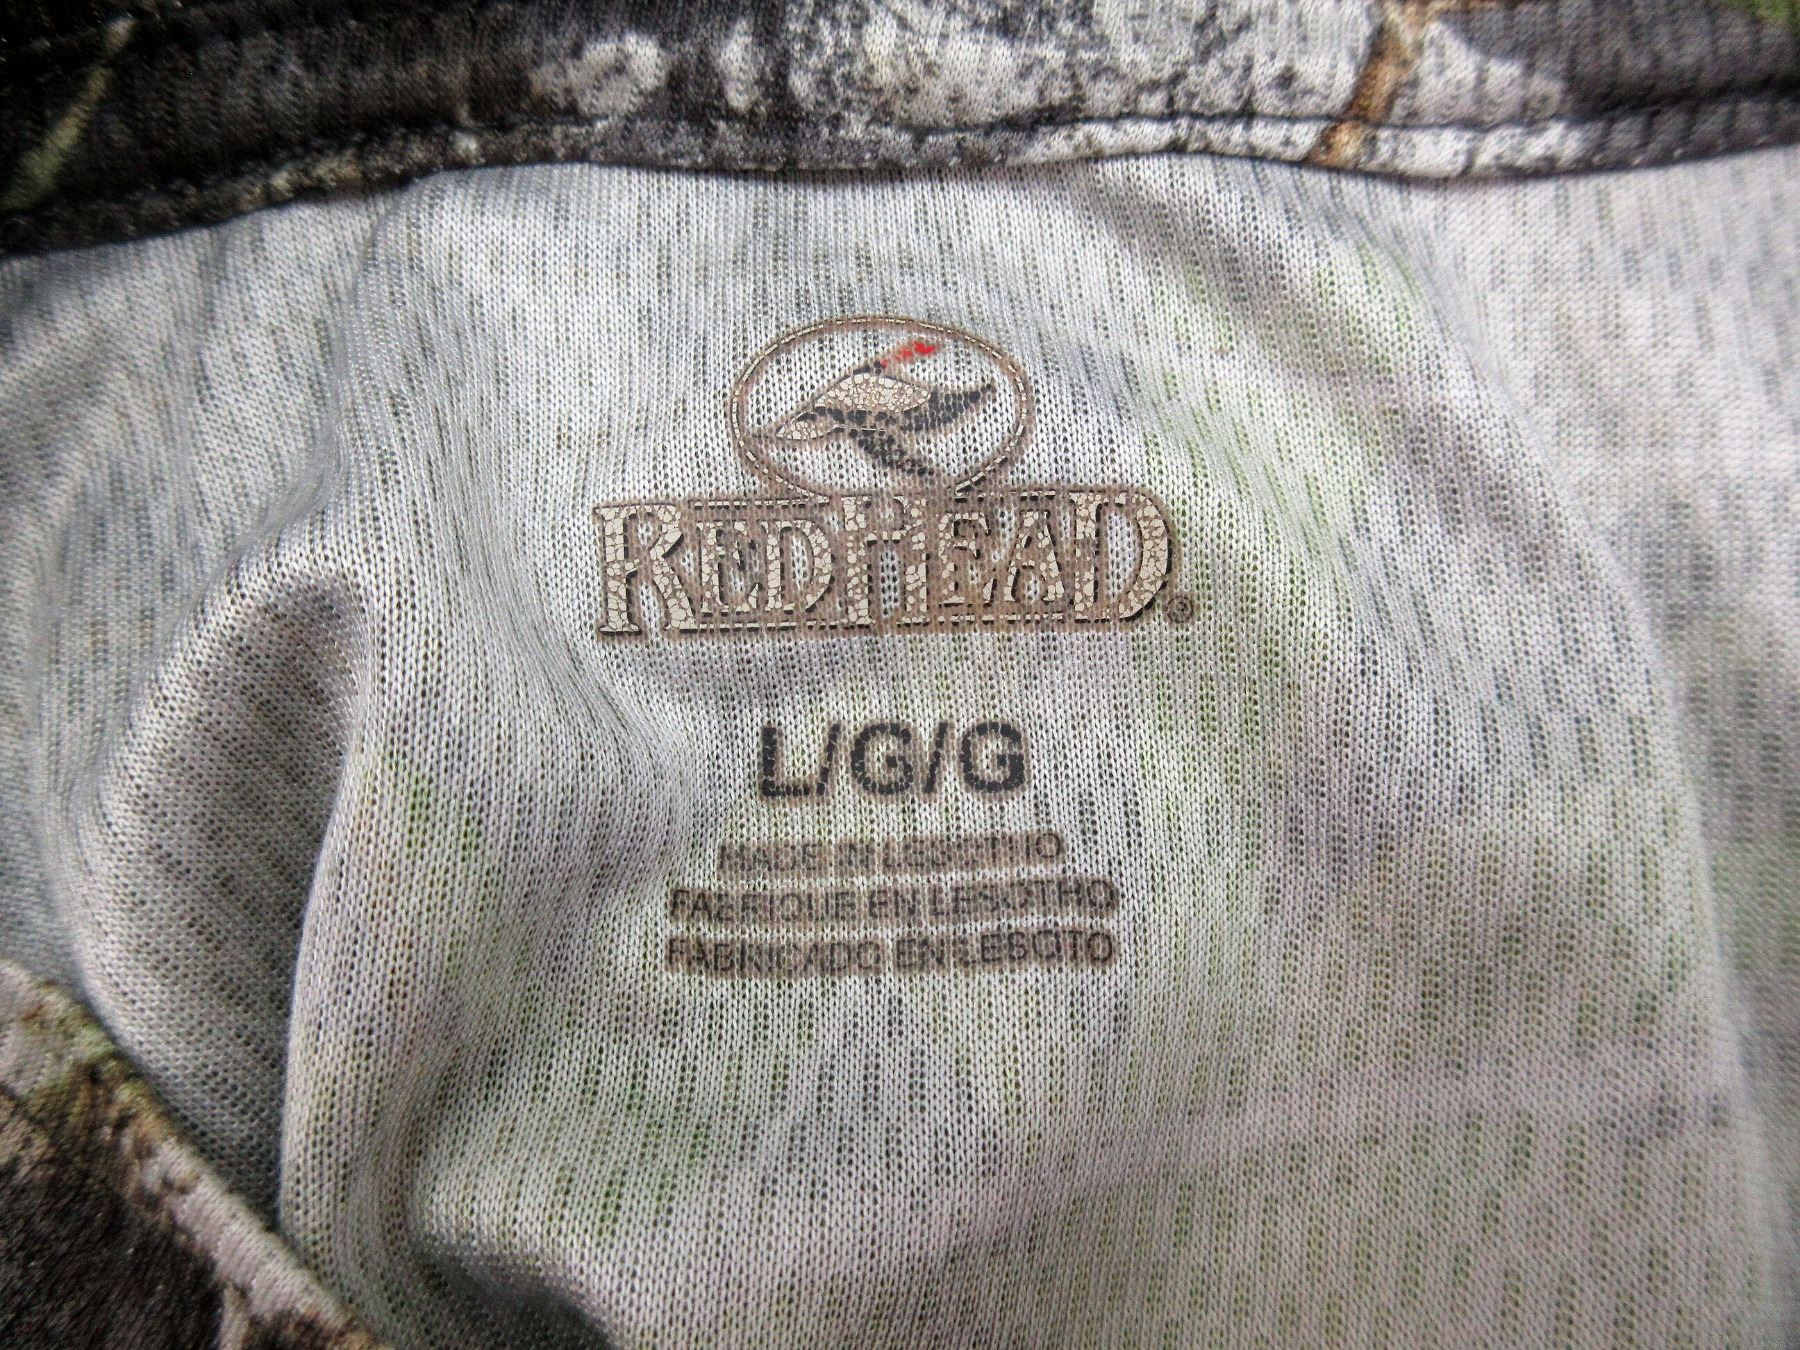 REDHEAD®
L/G/G
MADE IN LESOTHO
FABRIQUE EN LESOTHO
FABRICADO EN LESOTO